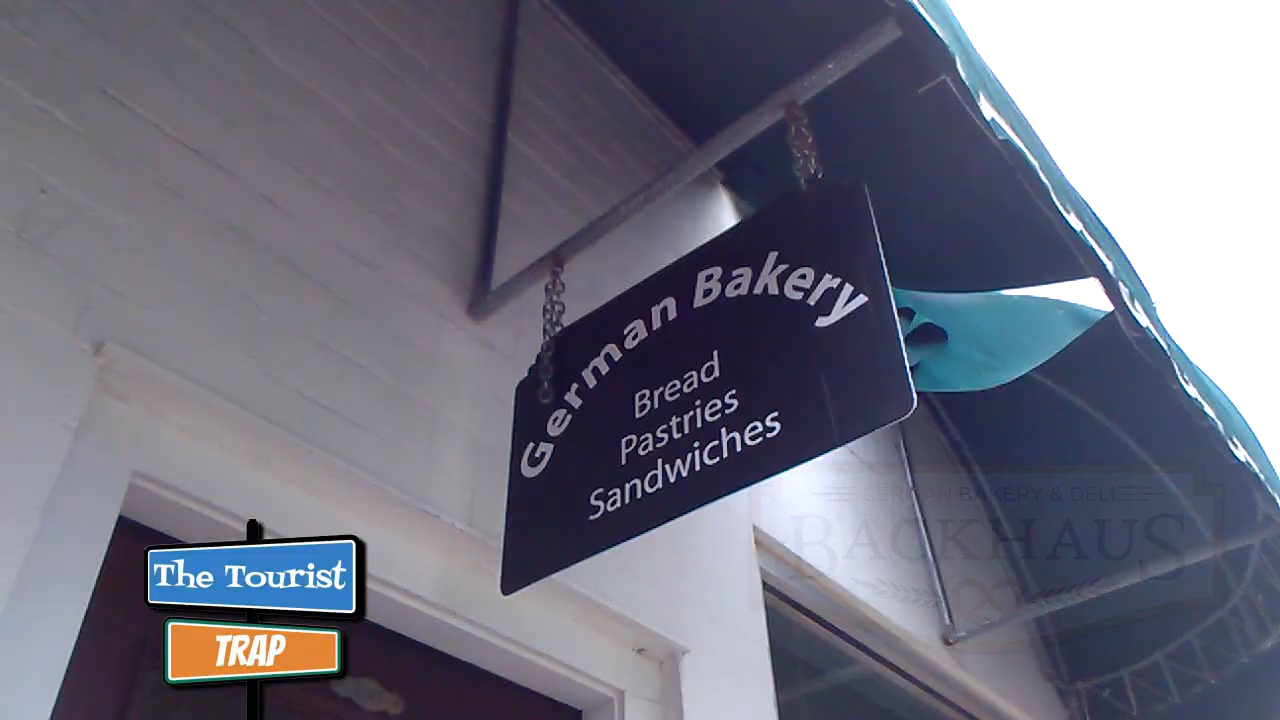 German Bakery
Bread
Pastries
Sandwiches
GERMAN BAKERY & DELI
BACKHAUS
The Tourist
TRAP